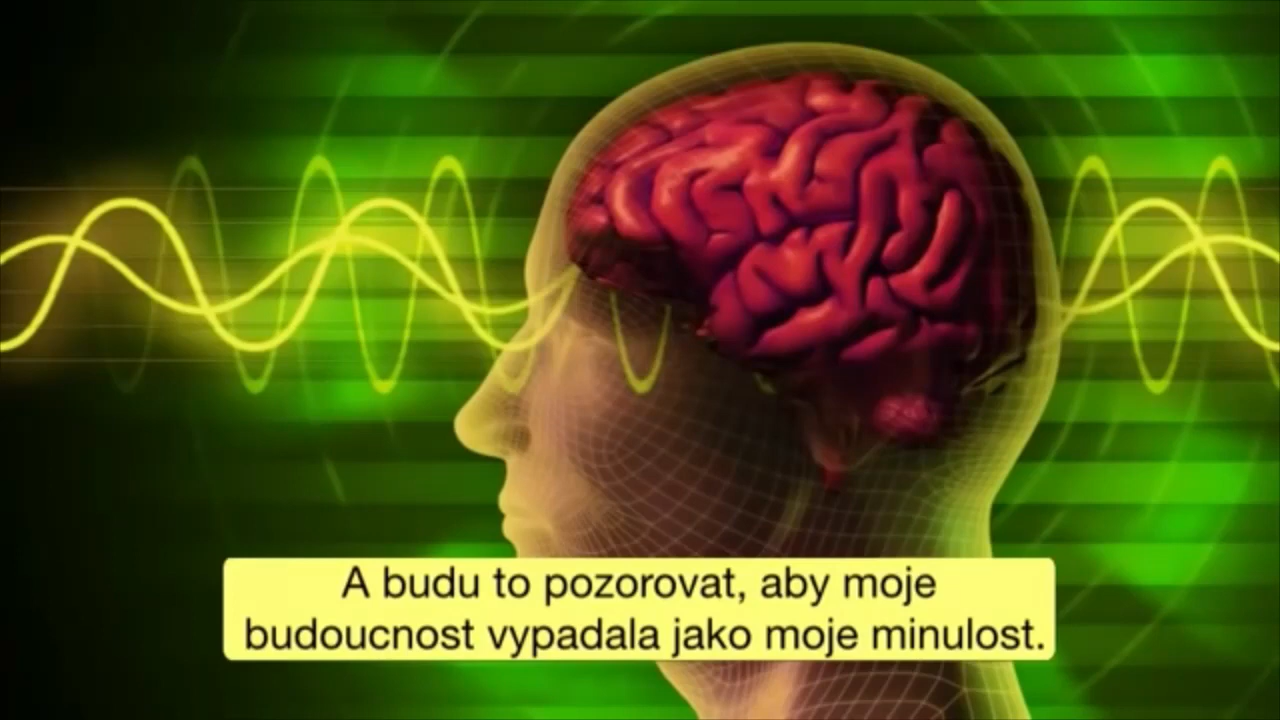 A budu to pozorovat, aby moje
budoucnost vypadala jako moje minulost.